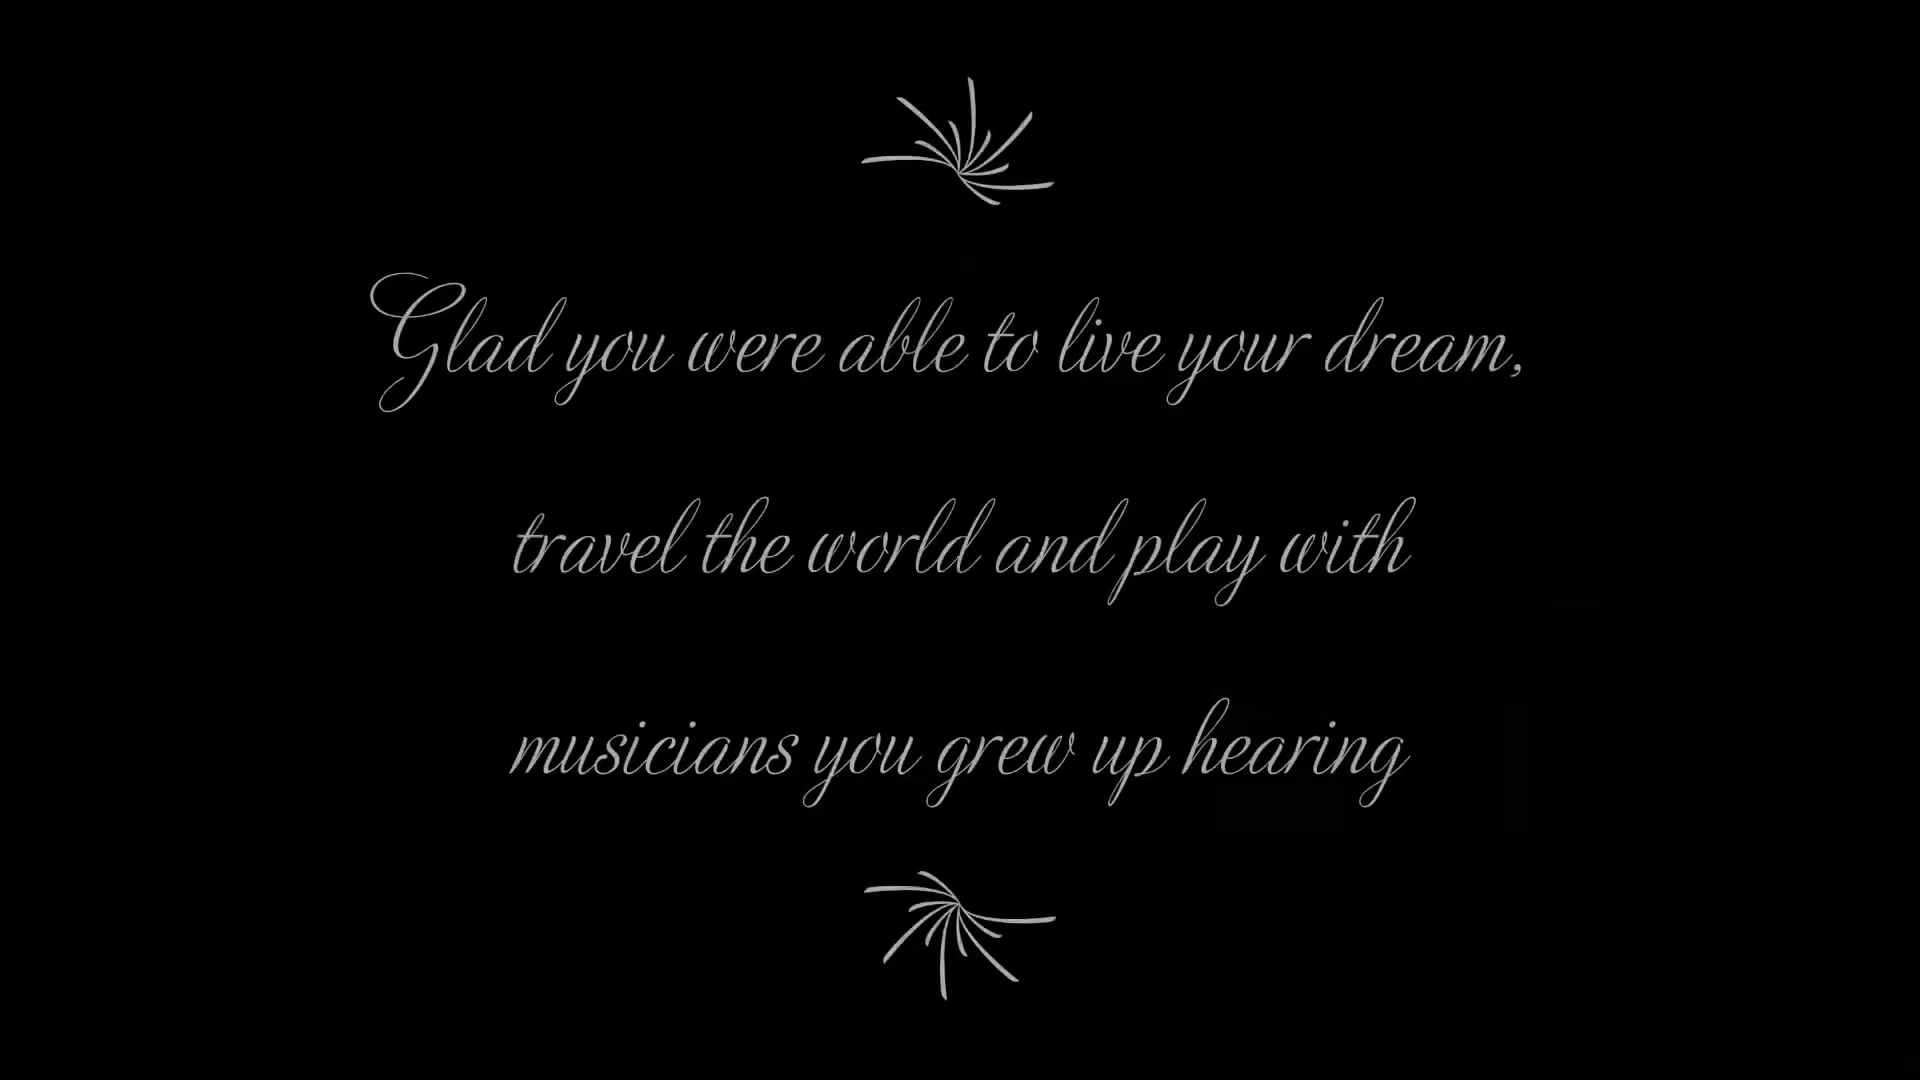 Glad you were able to live your dream,
travel the world and play with
musicians you grew up hearing